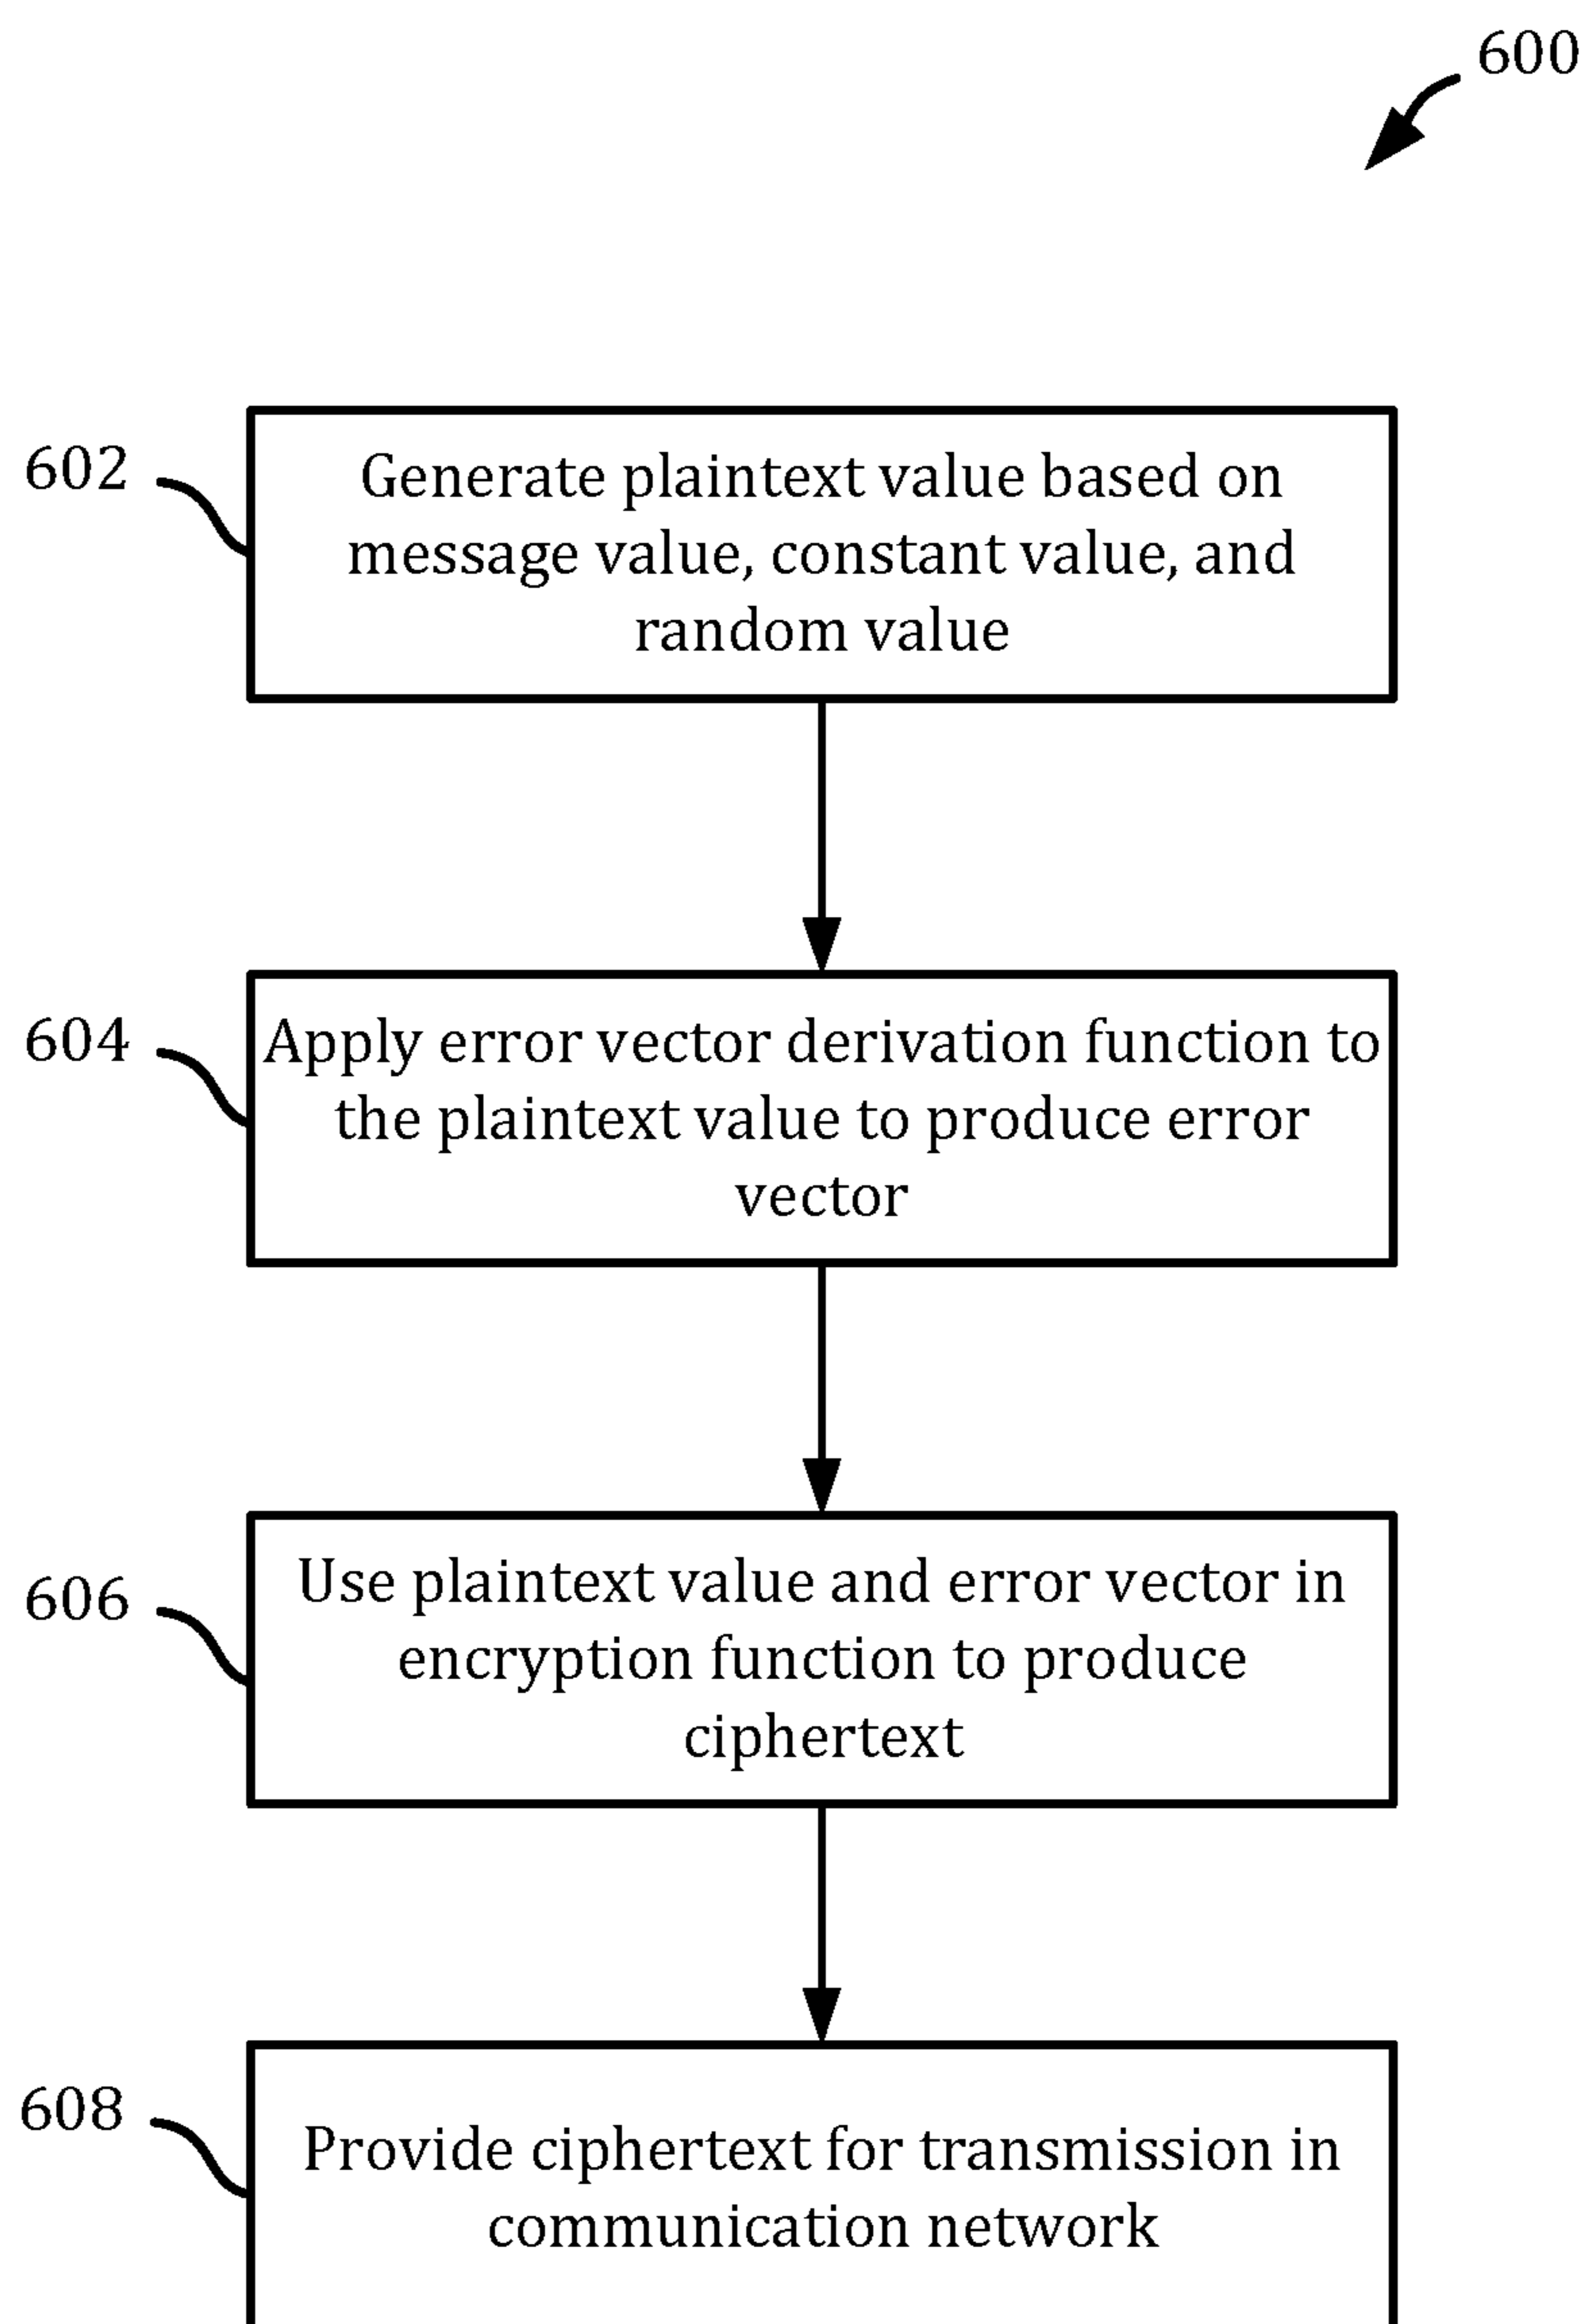 600
602
Generate plaintext value based on
message value, constant value, and
random value
604
Apply error vector derivation function to
the plaintext value to produce error
vector
606
Use plaintext value and error vector in
encryption function to produce
ciphertext
608
Provide ciphertext for transmission in
communication network